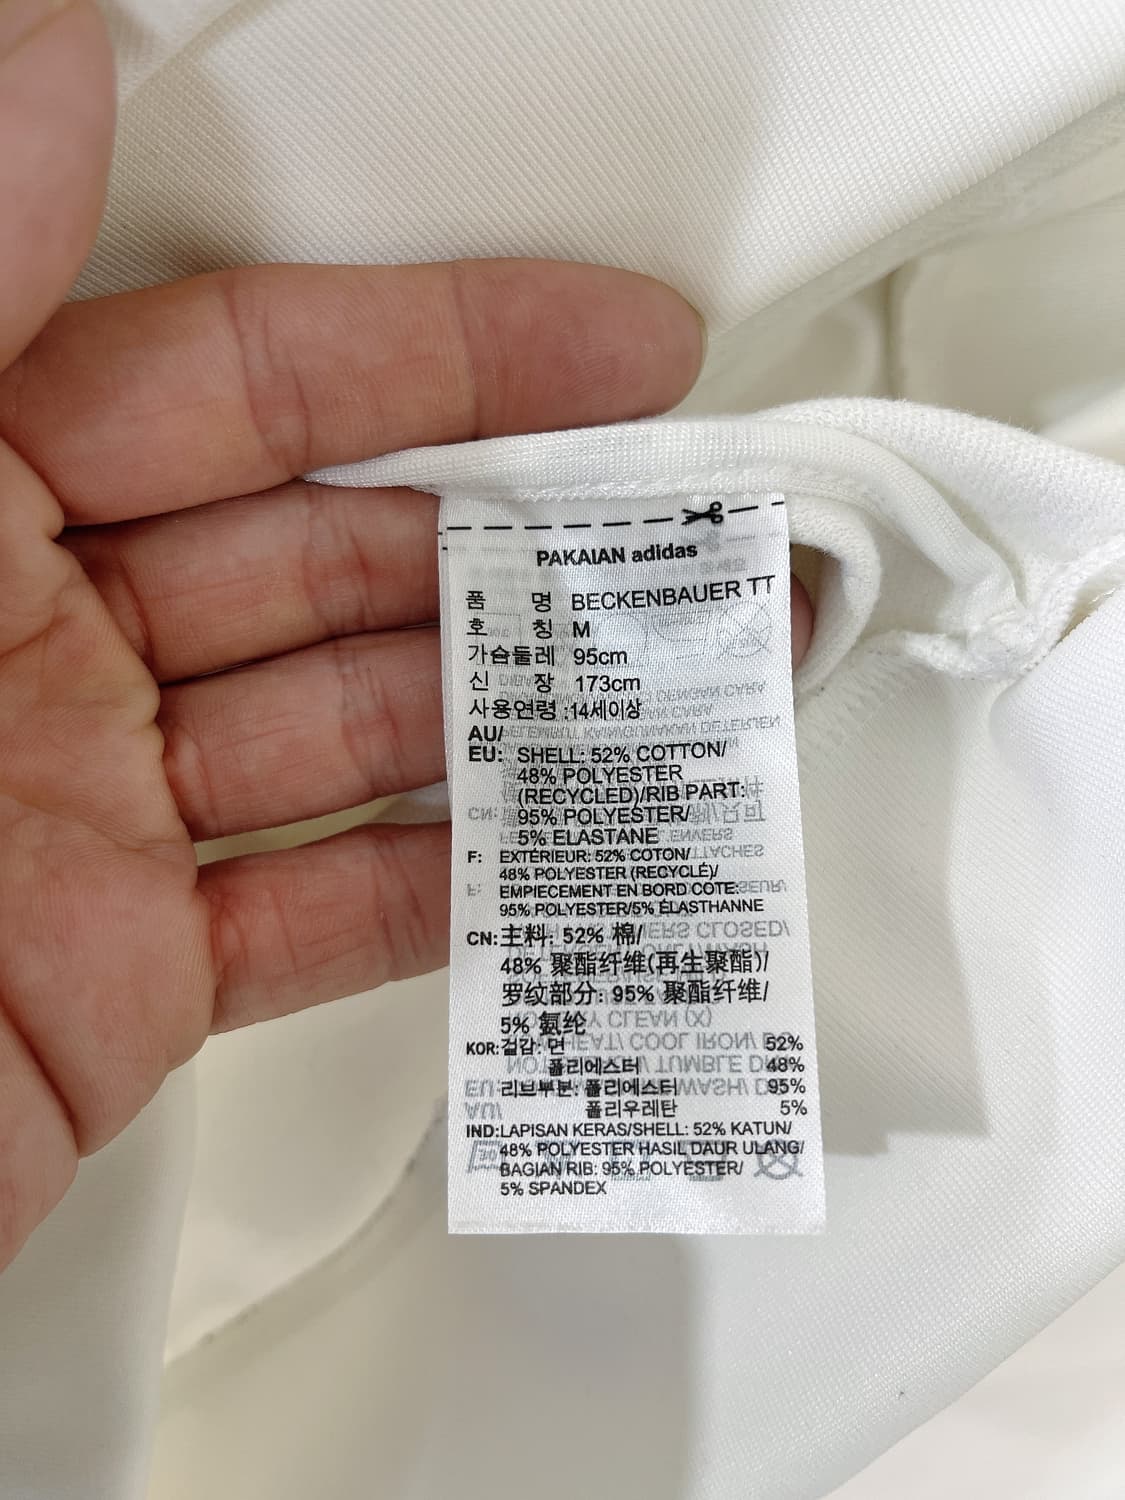 PAKAIAN adidas
품 명 BECKENBAUER TT
호 칭 M
가슴둘레 95cm
신 장 173cm
사용연령 :14세이상
AU/
EU: SHELL: 52% COTTON/
48% POLYESTER
(RECYCLED)/RIB PART:
95% POLYESTER/
5% ELASTANE
F: EXTÉRIEUR: 52% COTON/
48% POLYESTER (RECYCLÉ)/
EMPIECEMENT EN BORD CÔTE:
95% POLYESTER/5% ÉLASTHANNE
CN: 主料: 52% 棉/
48% 聚酯纤维(再生聚酯)/
罗纹部分: 95% 聚酯纤维/
5% 氨纶
KOR: 겉감: 면 52%
폴리에스터 48%
리브부분: 폴리에스터 95%
폴리우레탄 5%
IND: LAPISAN KERAS/SHELL: 52% KATUN/
48% POLYESTER HASIL DAUR ULANG/
BAGIAN RIB: 95% POLYESTER/
5% SPANDEX